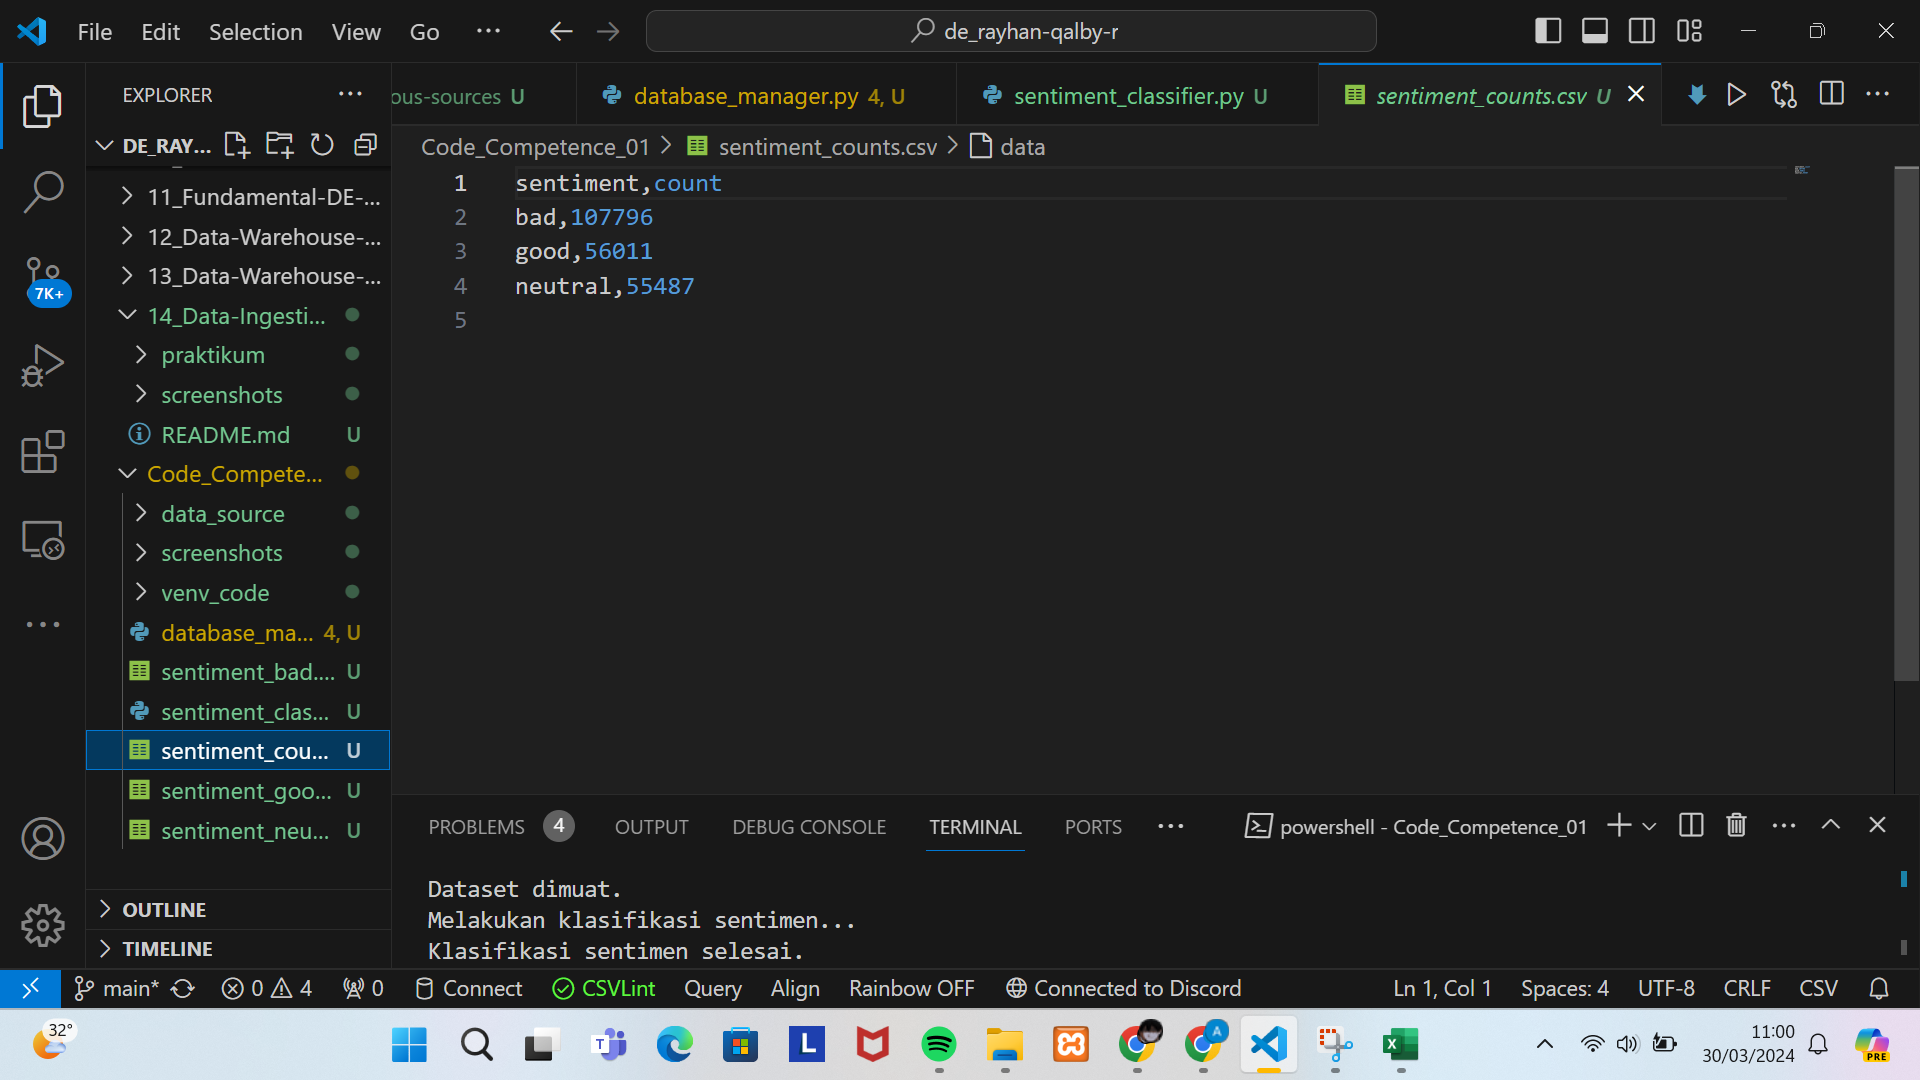 File Edit Selection View Go ··· de_rayhan-qalby-r
EXPLORER ···
DE_RAY...
11_Fundamental-DE-...
12_Data-Warehouse-...
13_Data-Warehouse-...
14_Data-Ingesti...
praktikum
screenshots
README.md U
Code_Compete...
data_source
screenshots
venv_code
database_ma... 4, U
sentiment_bad.... U
sentiment_clas... U
sentiment_cou... U
sentiment_goo... U
sentiment_neu... U
OUTLINE
TIMELINE
7K+
ous-sources U database_manager.py 4, U sentiment_classifier.py U sentiment_counts.csv U
Code_Competence_01 > sentiment_counts.csv > data
1 sentiment,count
2 bad,107796
3 good,56011
4 neutral,55487
5
PROBLEMS 4 OUTPUT DEBUG CONSOLE TERMINAL PORTS ··· powershell - Code_Competence_01
Dataset dimuat.
Melakukan klasifikasi sentimen...
Klasifikasi sentimen selesai.
main* 0 4 0 Connect CSVLint Query Align Rainbow OFF Connected to Discord Ln 1, Col 1 Spaces: 4 UTF-8 CRLF CSV
32° T L A X 11:00
30/03/2024
PRE